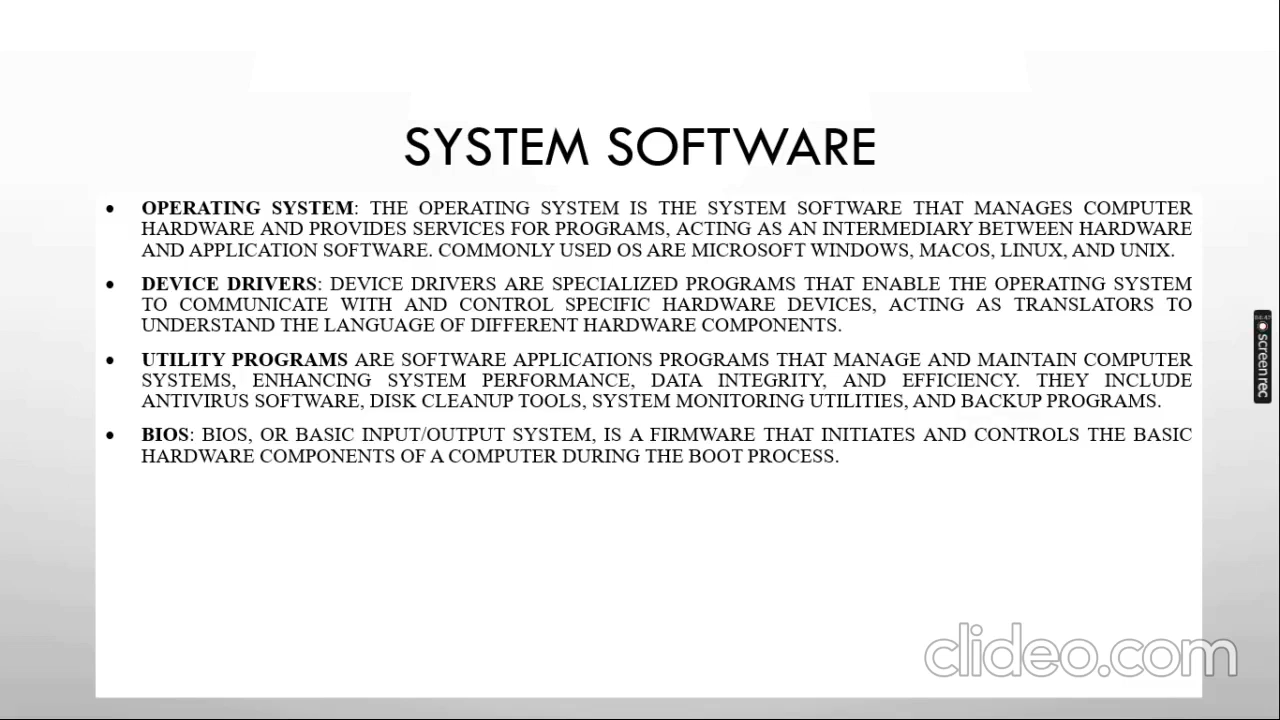 SYSTEM SOFTWARE
• OPERATING SYSTEM: THE OPERATING SYSTEM IS THE SYSTEM SOFTWARE THAT MANAGES COMPUTER
HARDWARE AND PROVIDES SERVICES FOR PROGRAMS, ACTING AS AN INTERMEDIARY BETWEEN HARDWARE
AND APPLICATION SOFTWARE. COMMONLY USED OS ARE MICROSOFT WINDOWS, MACOS, LINUX, AND UNIX.
• DEVICE DRIVERS: DEVICE DRIVERS ARE SPECIALIZED PROGRAMS THAT ENABLE THE OPERATING SYSTEM
TO COMMUNICATE WITH AND CONTROL SPECIFIC HARDWARE DEVICES, ACTING AS TRANSLATORS TO
UNDERSTAND THE LANGUAGE OF DIFFERENT HARDWARE COMPONENTS.
• UTILITY PROGRAMS ARE SOFTWARE APPLICATIONS PROGRAMS THAT MANAGE AND MAINTAIN COMPUTER
SYSTEMS, ENHANCING SYSTEM PERFORMANCE, DATA INTEGRITY, AND EFFICIENCY. THEY INCLUDE
ANTIVIRUS SOFTWARE, DISK CLEANUP TOOLS, SYSTEM MONITORING UTILITIES, AND BACKUP PROGRAMS.
• BIOS: BIOS, OR BASIC INPUT/OUTPUT SYSTEM, IS A FIRMWARE THAT INITIATES AND CONTROLS THE BASIC
HARDWARE COMPONENTS OF A COMPUTER DURING THE BOOT PROCESS.
screenrec
clideo.com